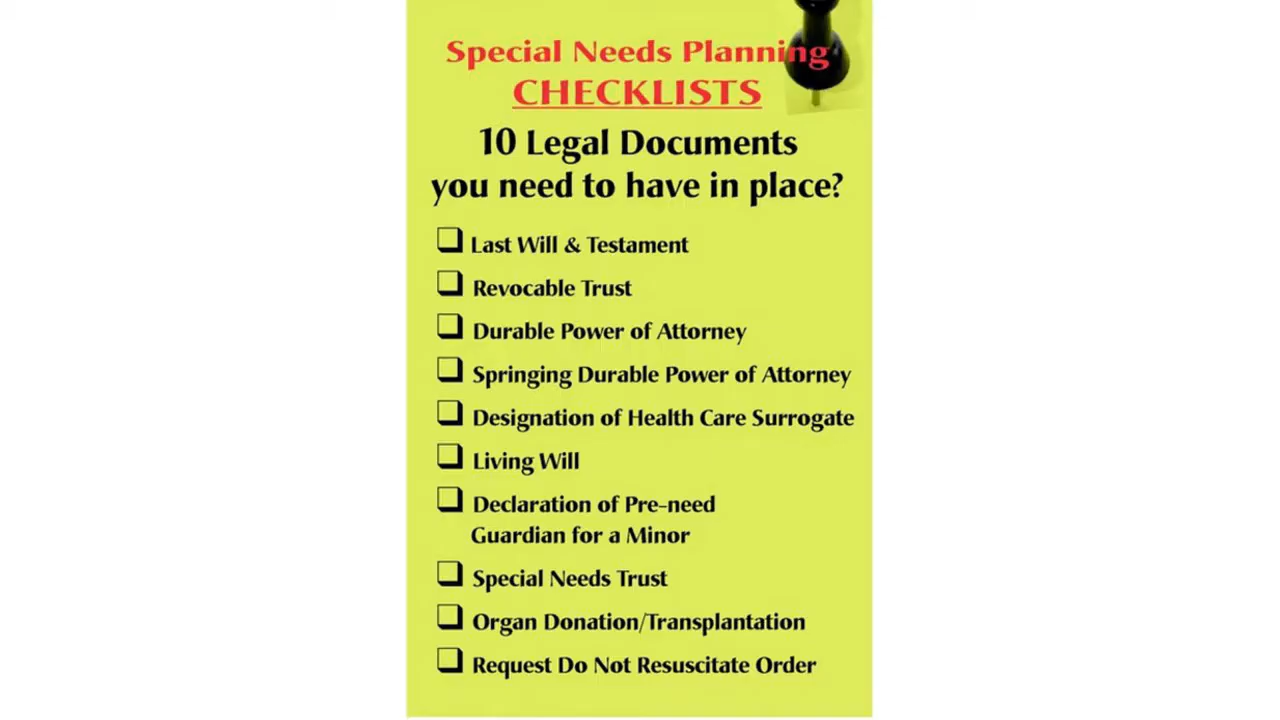 Special Needs Planning
CHECKLISTS
10 Legal Documents
you need to have in place?
❑ Last Will & Testament
❑ Revocable Trust
❑ Durable Power of Attorney
❑ Springing Durable Power of Attorney
❑ Designation of Health Care Surrogate
❑ Living Will
❑ Declaration of Pre-need
Guardian for a Minor
❑ Special Needs Trust
❑ Organ Donation/Transplantation
❑ Request Do Not Resuscitate Order